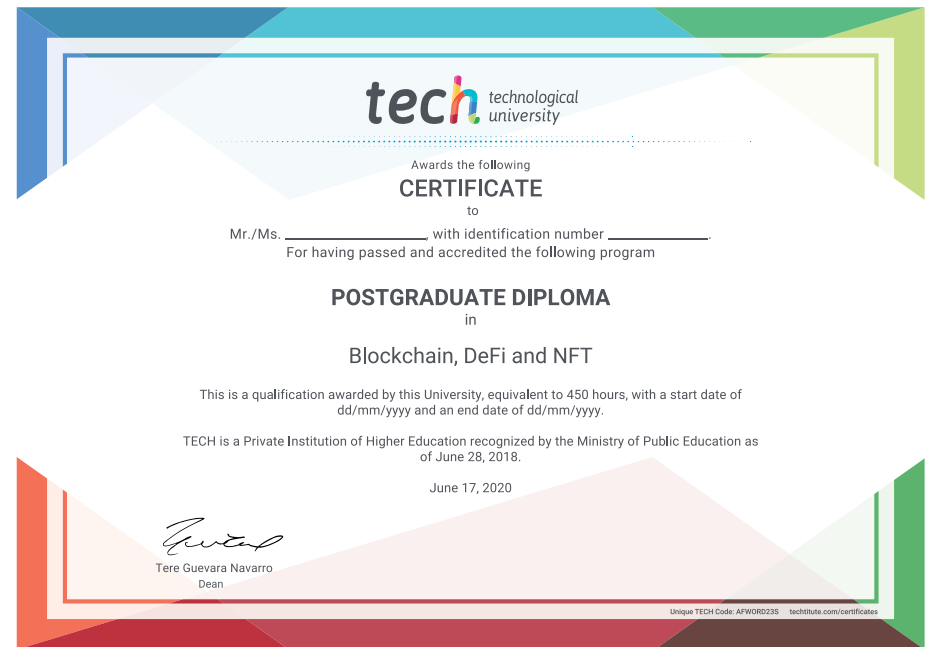 tech technological
university
Awards the following
CERTIFICATE
to
Mr./Ms. ____________________, with identification number ______________.
For having passed and accredited the following program
POSTGRADUATE DIPLOMA
in
Blockchain, DeFi and NFT
This is a qualification awarded by this University, equivalent to 450 hours, with a start date of
dd/mm/yyyy and an end date of dd/mm/yyyy.
TECH is a Private Institution of Higher Education recognized by the Ministry of Public Education as
of June 28, 2018.
June 17, 2020
Tere Guevara Navarro
Dean
Unique TECH Code: AFWORD23S techtitute.com/certificates